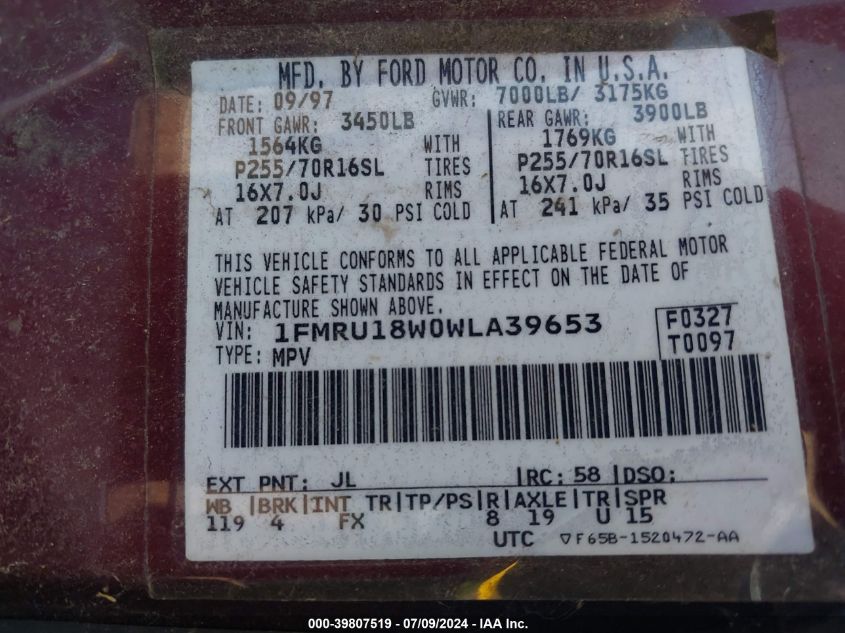 MFD. BY FORD MOTOR CO. IN U.S.A.
DATE: 09/97 GVWR: 7000LB/ 3175KG
FRONT GAWR: 3450LB REAR GAWR: 3900LB
1564KG WITH 1769KG WITH
P255/70R16SL TIRES P255/70R16SL TIRES
16X7.0J RIMS 16X7.0J RIMS
AT 207 kPa/ 30 PSI COLD AT 241 kPa/ 35 PSI COLD
THIS VEHICLE CONFORMS TO ALL APPLICABLE FEDERAL MOTOR
VEHICLE SAFETY STANDARDS IN EFFECT ON THE DATE OF
MANUFACTURE SHOWN ABOVE.
VIN: 1FMRU18W0WLA39653 F0327
TYPE: MPV T0097
EXT PNT: JL |RC: 58 |DSO:
WB |BRK|INT TR|TP/PS|R|AXLE|TR|SPR
119 4 FX 8 19 U 15
UTC ▽F65B-1520472-AA
000-39807519 - 07/09/2024 - IAA Inc.